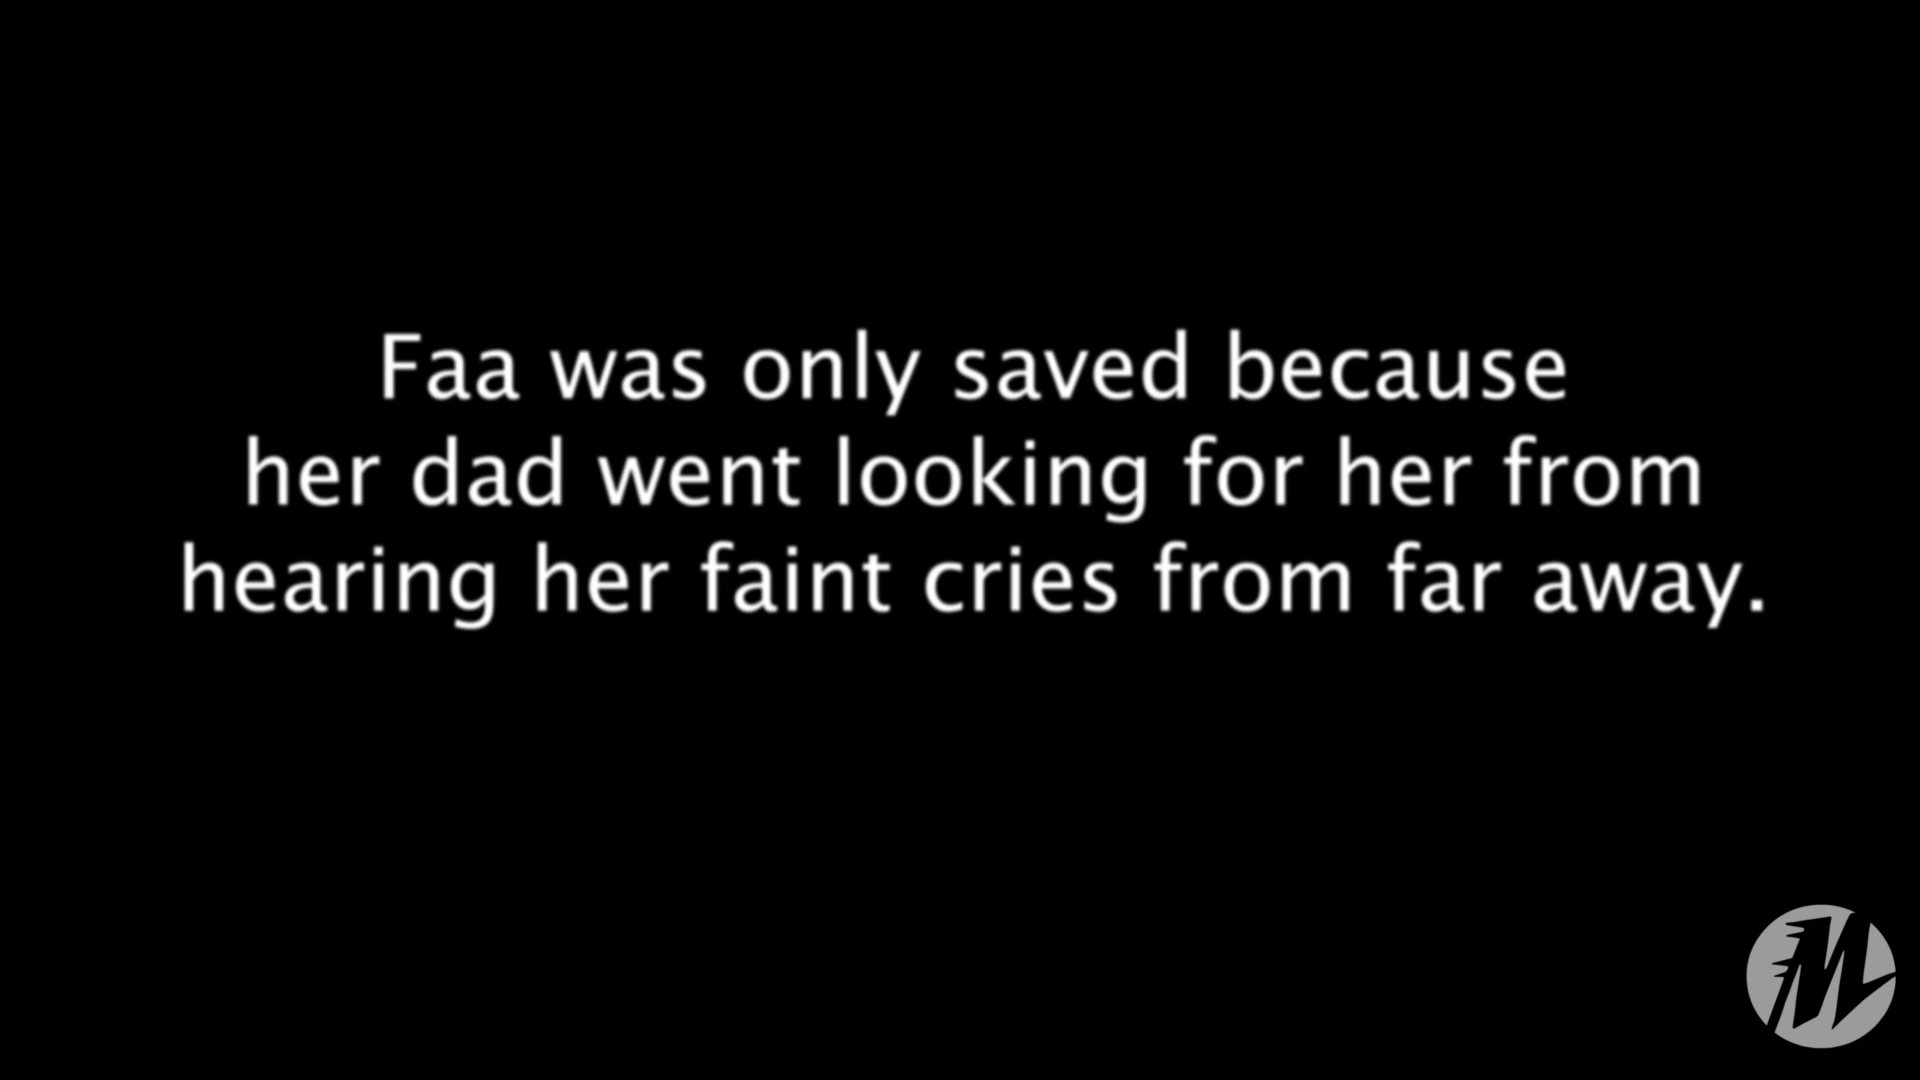 Faa was only saved because
her dad went looking for her from
hearing her faint cries from far away.
M